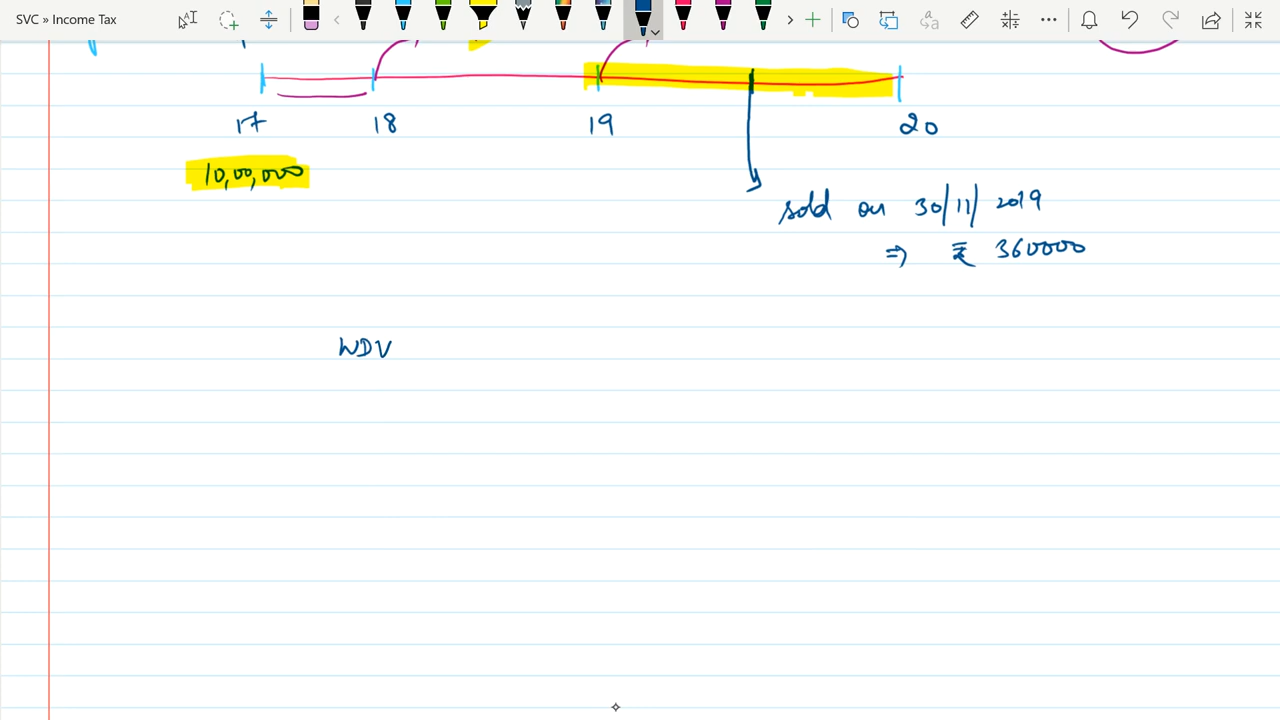 SVC » Income Tax
17 18 19 20
10,00,000
sold on 30/11/2019
⇒ ₹ 360000
WDV